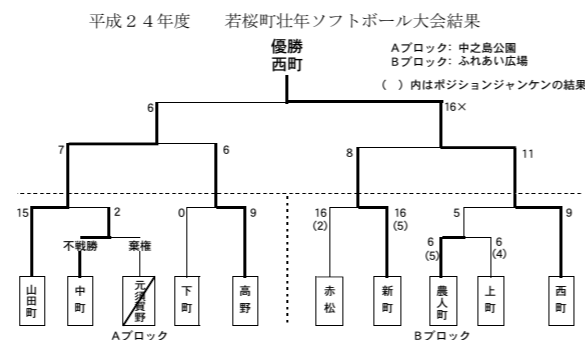 平成２４年度　若桜町壮年ソフトボール大会結果
優勝
西町
Aブロック：中之島公園
Bブロック：ふれあい広場
（　）内はポジションジャンケンの結果
6
16×
7
6
8
11
15
2
0
9
16
(2)
16
(5)
5
9
不戦勝
棄権
6
(5)
6
(4)
山田町
中町
元須賀野
下町
高野
赤松
新町
農人町
上町
西町
Aブロック
Bブロック